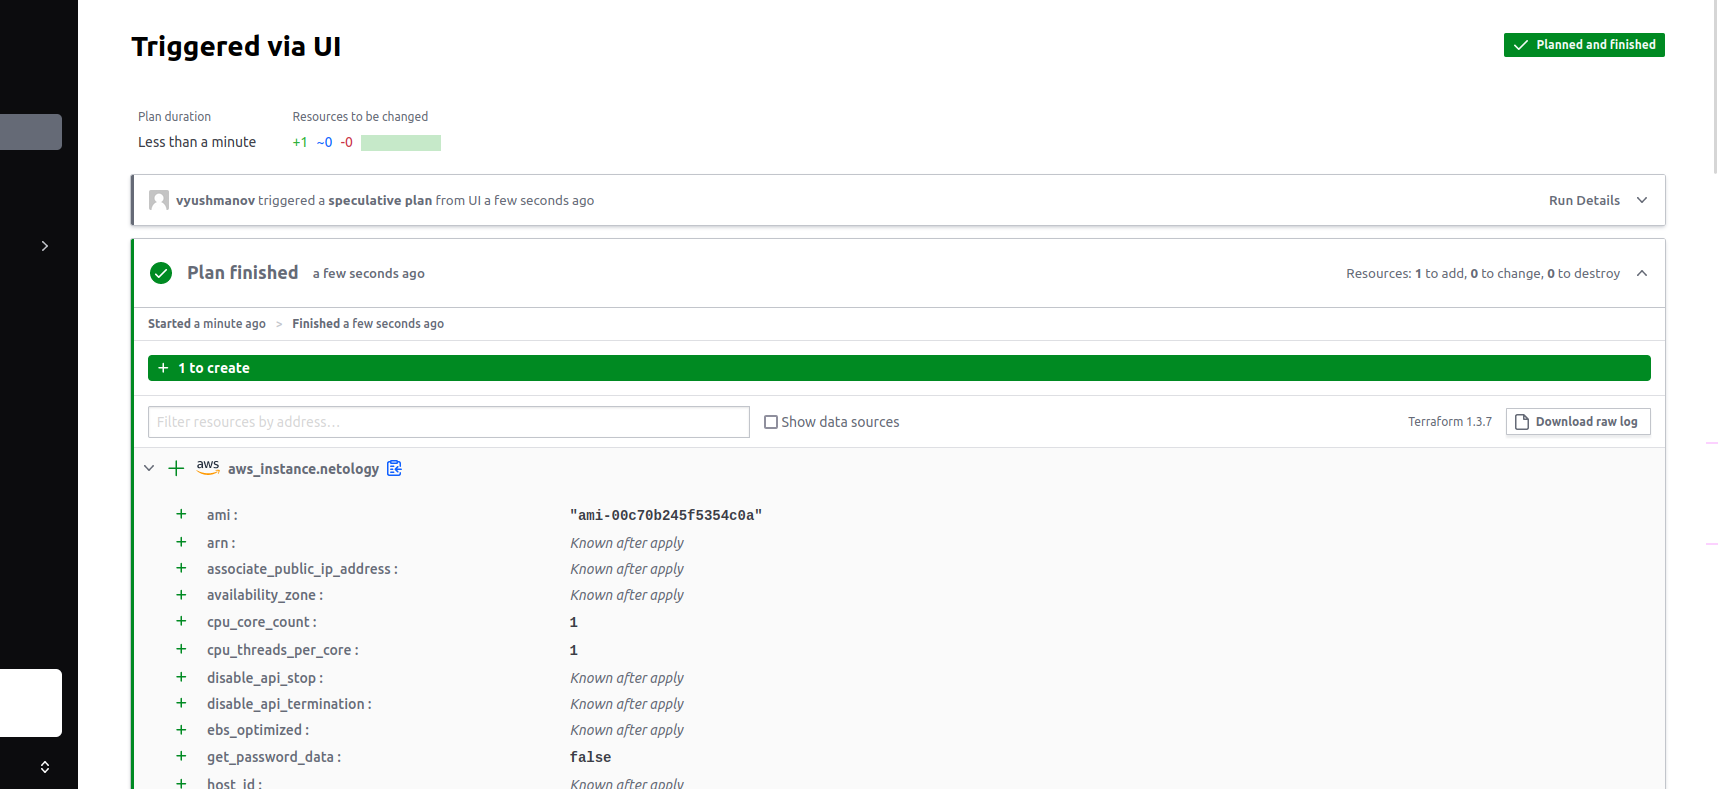 Triggered via UI
Planned and finished
Plan duration
Resources to be changed
Less than a minute
+1 ~0 -0
vyushmanov triggered a speculative plan from UI a few seconds ago
Run Details
Plan finished a few seconds ago
Resources: 1 to add, 0 to change, 0 to destroy
Started a minute ago > Finished a few seconds ago
+ 1 to create
Filter resources by address…
Show data sources
Terraform 1.3.7
Download raw log
+ aws aws_instance.netology
+ ami : "ami-00c70b245f5354c0a"
+ arn : Known after apply
+ associate_public_ip_address : Known after apply
+ availability_zone : Known after apply
+ cpu_core_count : 1
+ cpu_threads_per_core : 1
+ disable_api_stop : Known after apply
+ disable_api_termination : Known after apply
+ ebs_optimized : Known after apply
+ get_password_data : false
+ host_id : Known after apply